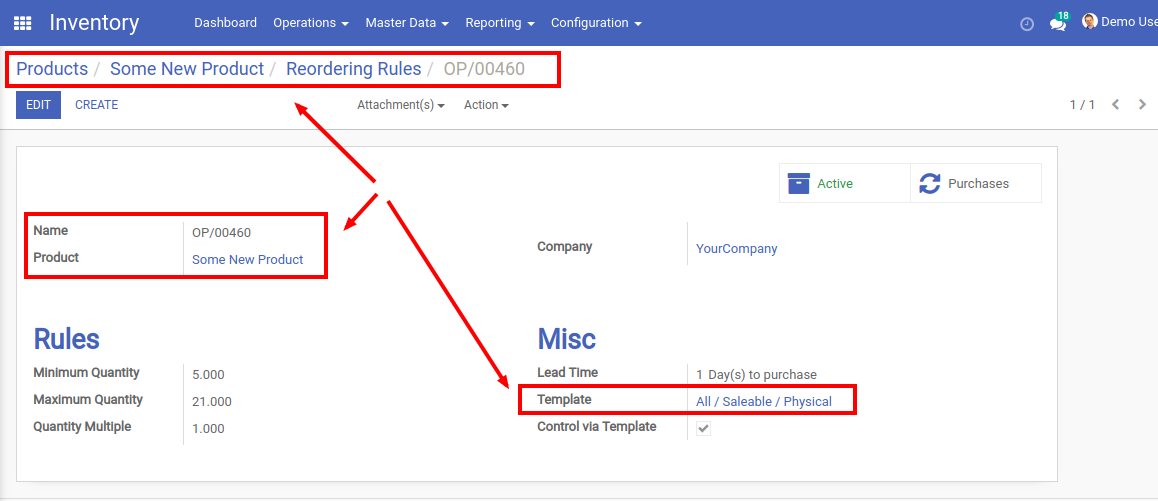 Inventory Dashboard Operations Master Data Reporting Configuration 18 Demo Use
Products / Some New Product / Reordering Rules / OP/00460
EDIT CREATE Attachment(s) Action 1 / 1
Active Purchases
Name OP/00460
Product Some New Product
Company YourCompany
Rules Misc
Minimum Quantity 5.000 Lead Time 1 Day(s) to purchase
Maximum Quantity 21.000 Template All / Saleable / Physical
Quantity Multiple 1.000 Control via Template